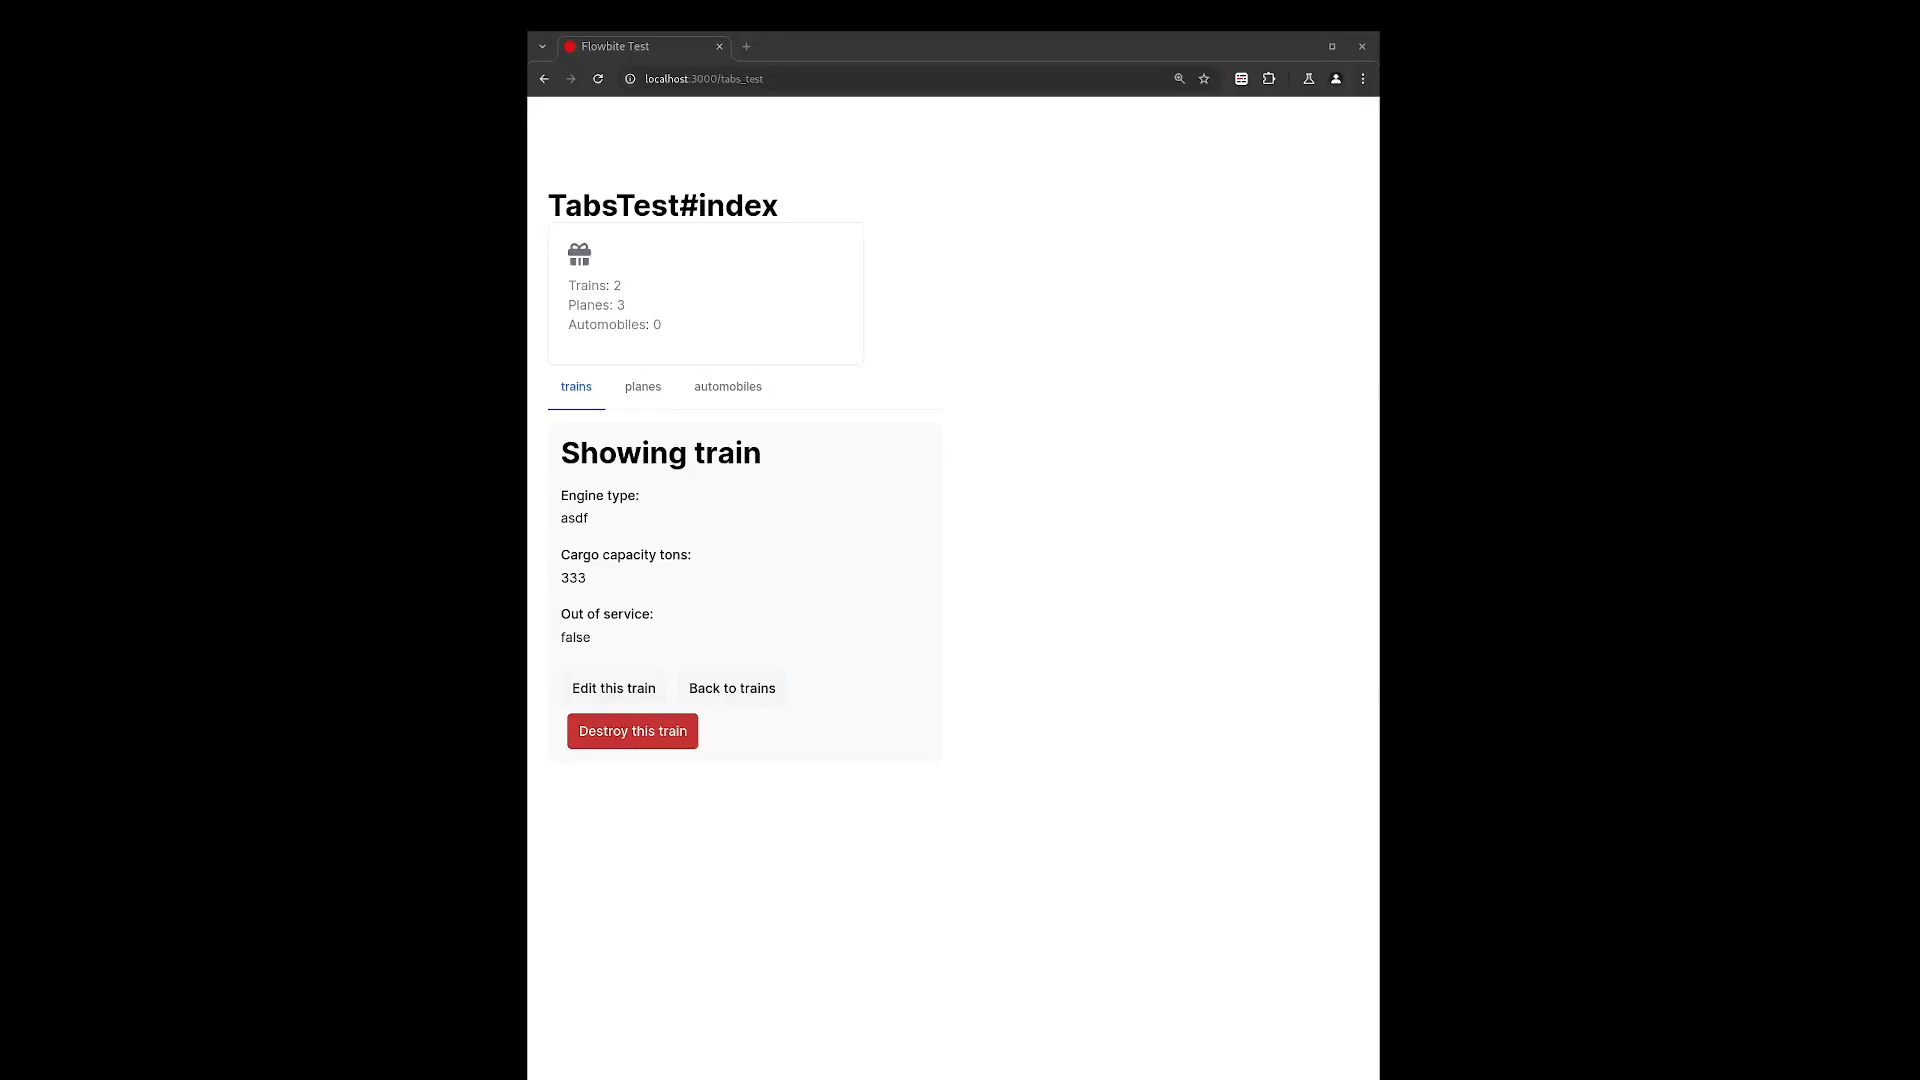 Flowbite Test
localhost:3000/tabs_test
TabsTest#index
Trains: 2
Planes: 3
Automobiles: 0
trains planes automobiles
Showing train
Engine type:
asdf
Cargo capacity tons:
333
Out of service:
false
Edit this train Back to trains
Destroy this train